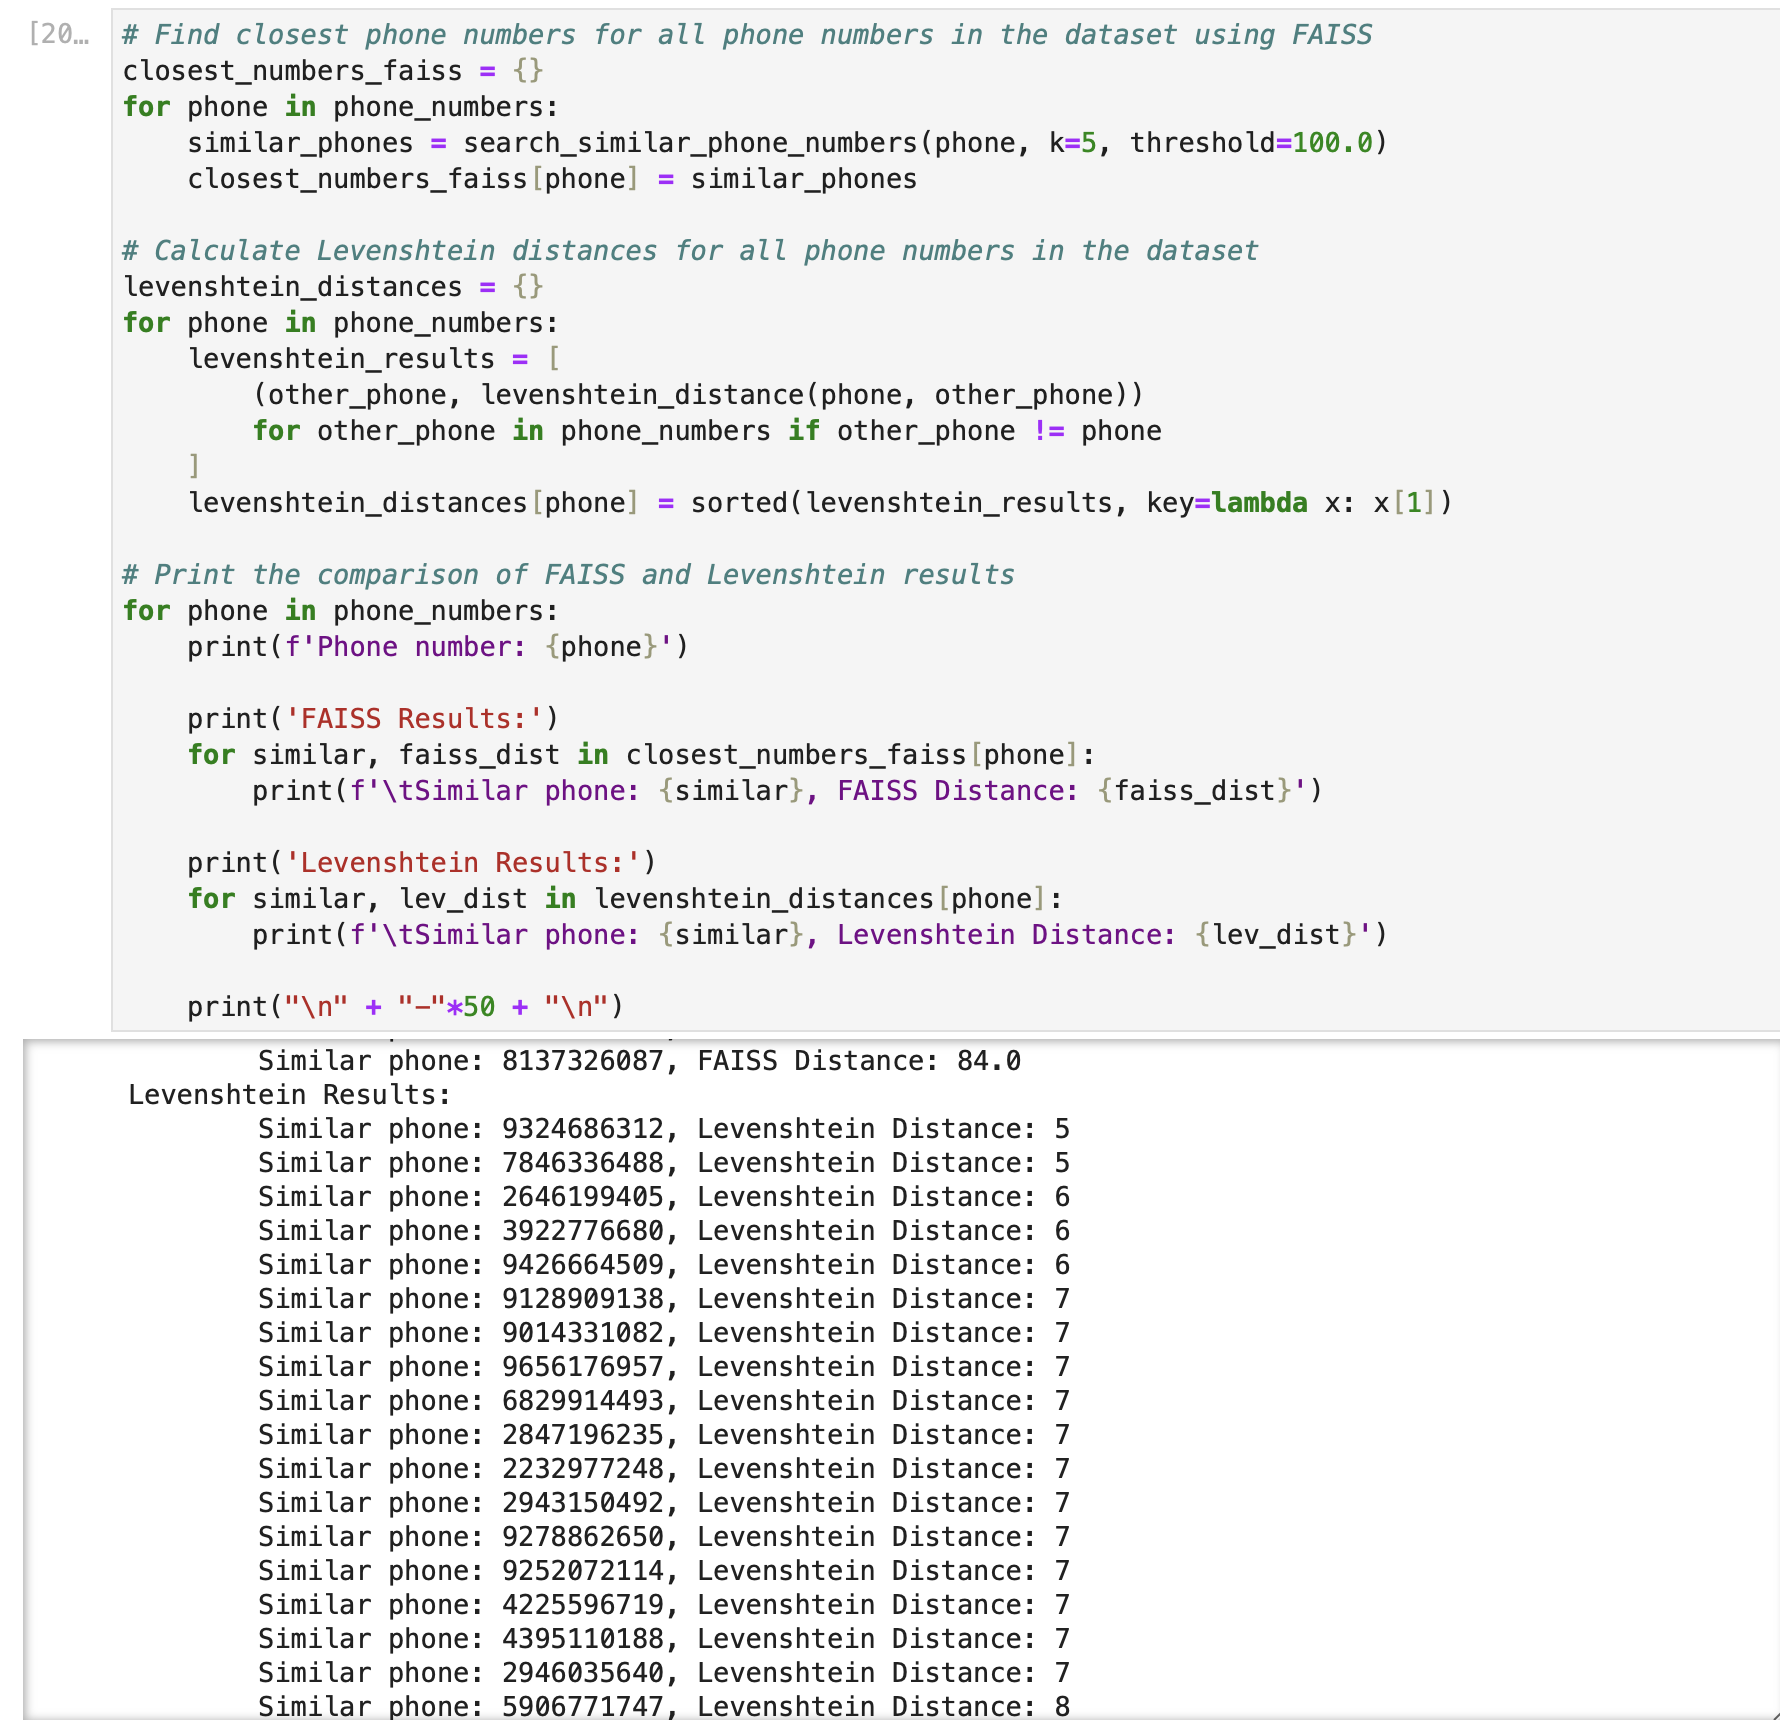 [20…
# Find closest phone numbers for all phone numbers in the dataset using FAISS
closest_numbers_faiss = {}
for phone in phone_numbers:
    similar_phones = search_similar_phone_numbers(phone, k=5, threshold=100.0)
    closest_numbers_faiss[phone] = similar_phones

# Calculate Levenshtein distances for all phone numbers in the dataset
levenshtein_distances = {}
for phone in phone_numbers:
    levenshtein_results = [
        (other_phone, levenshtein_distance(phone, other_phone))
        for other_phone in phone_numbers if other_phone != phone
    ]
    levenshtein_distances[phone] = sorted(levenshtein_results, key=lambda x: x[1])

# Print the comparison of FAISS and Levenshtein results
for phone in phone_numbers:
    print(f'Phone number: {phone}')

    print('FAISS Results:')
    for similar, faiss_dist in closest_numbers_faiss[phone]:
        print(f'\tSimilar phone: {similar}, FAISS Distance: {faiss_dist}')

    print('Levenshtein Results:')
    for similar, lev_dist in levenshtein_distances[phone]:
        print(f'\tSimilar phone: {similar}, Levenshtein Distance: {lev_dist}')

    print("\n" + "-"*50 + "\n")
        Similar phone: 8137326087, FAISS Distance: 84.0
Levenshtein Results:
        Similar phone: 9324686312, Levenshtein Distance: 5
        Similar phone: 7846336488, Levenshtein Distance: 5
        Similar phone: 2646199405, Levenshtein Distance: 6
        Similar phone: 3922776680, Levenshtein Distance: 6
        Similar phone: 9426664509, Levenshtein Distance: 6
        Similar phone: 9128909138, Levenshtein Distance: 7
        Similar phone: 9014331082, Levenshtein Distance: 7
        Similar phone: 9656176957, Levenshtein Distance: 7
        Similar phone: 6829914493, Levenshtein Distance: 7
        Similar phone: 2847196235, Levenshtein Distance: 7
        Similar phone: 2232977248, Levenshtein Distance: 7
        Similar phone: 2943150492, Levenshtein Distance: 7
        Similar phone: 9278862650, Levenshtein Distance: 7
        Similar phone: 9252072114, Levenshtein Distance: 7
        Similar phone: 4225596719, Levenshtein Distance: 7
        Similar phone: 4395110188, Levenshtein Distance: 7
        Similar phone: 2946035640, Levenshtein Distance: 7
        Similar phone: 5906771747, Levenshtein Distance: 8